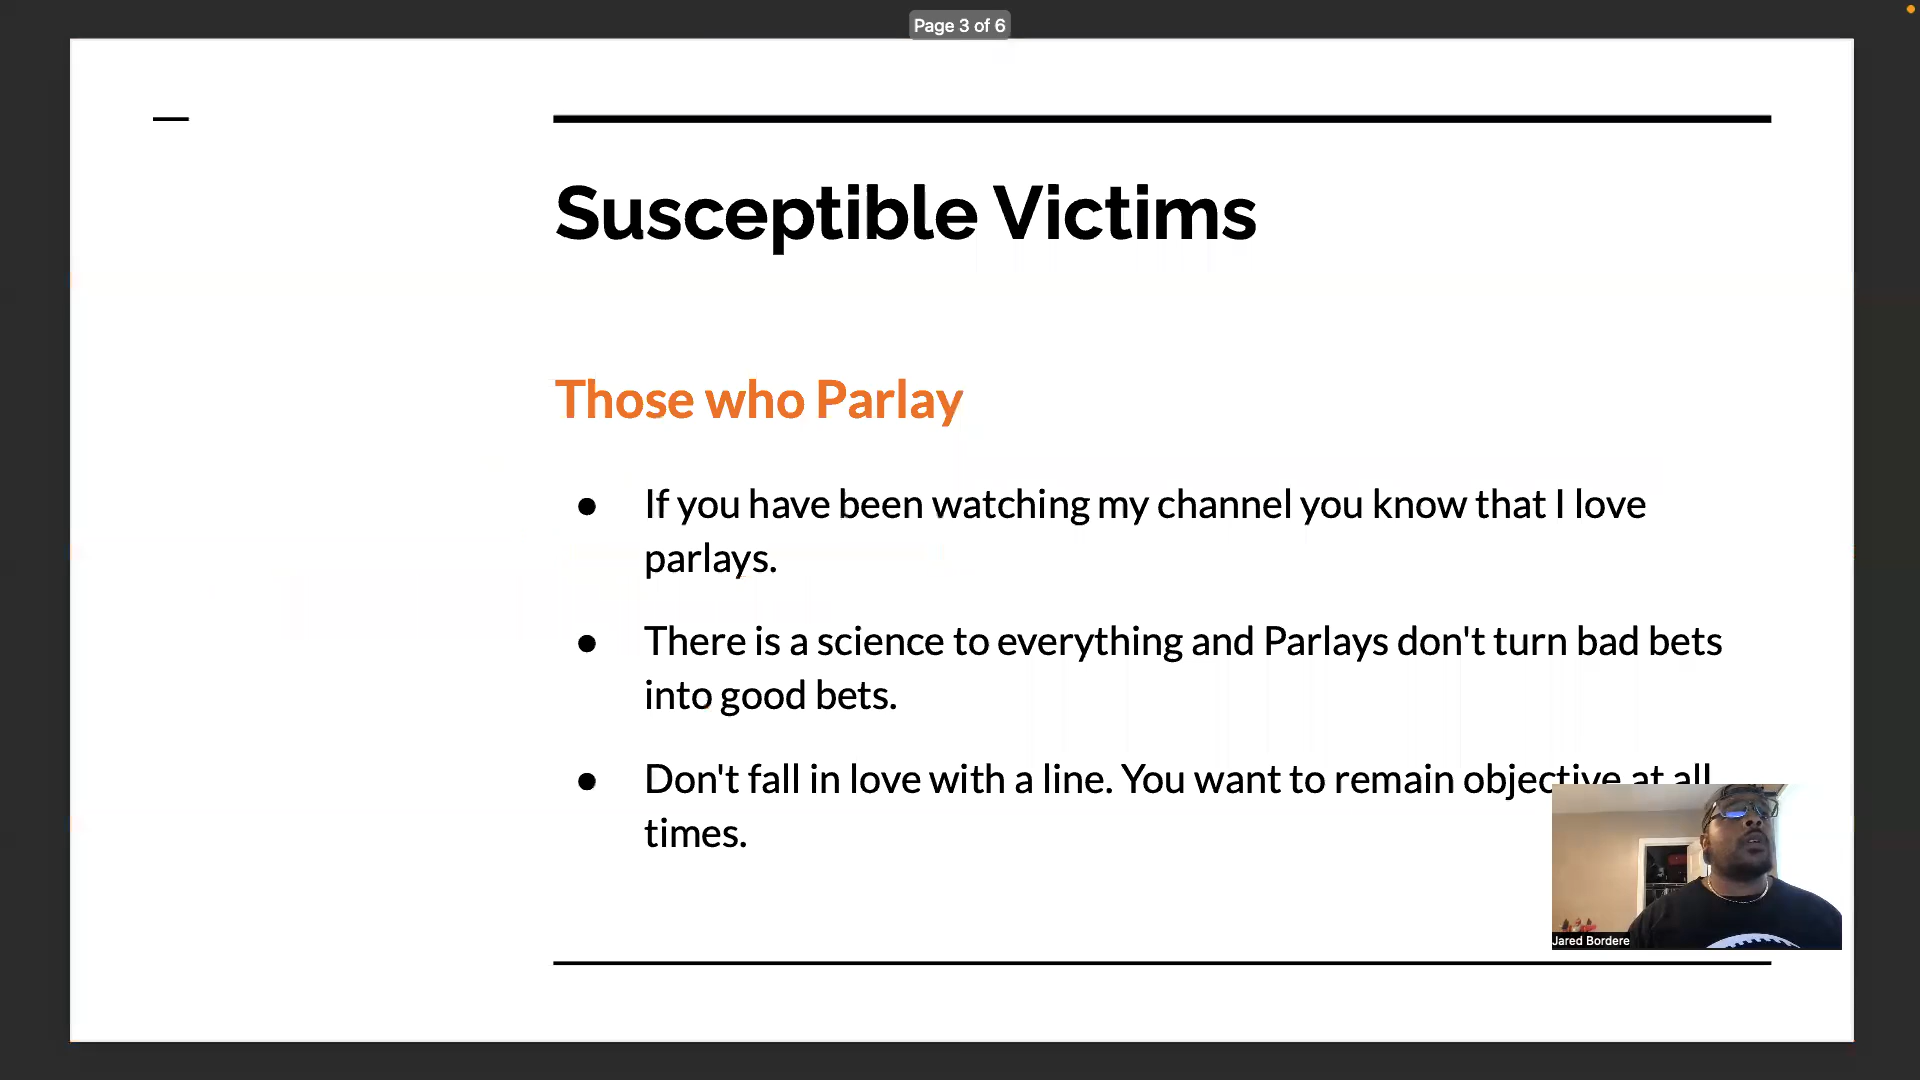 Page 3 of 6
Susceptible Victims
Those who Parlay
● If you have been watching my channel you know that I love
parlays.
● There is a science to everything and Parlays don't turn bad bets
into good bets.
● Don't fall in love with a line. You want to remain objective at all
times.
Jared Bordere